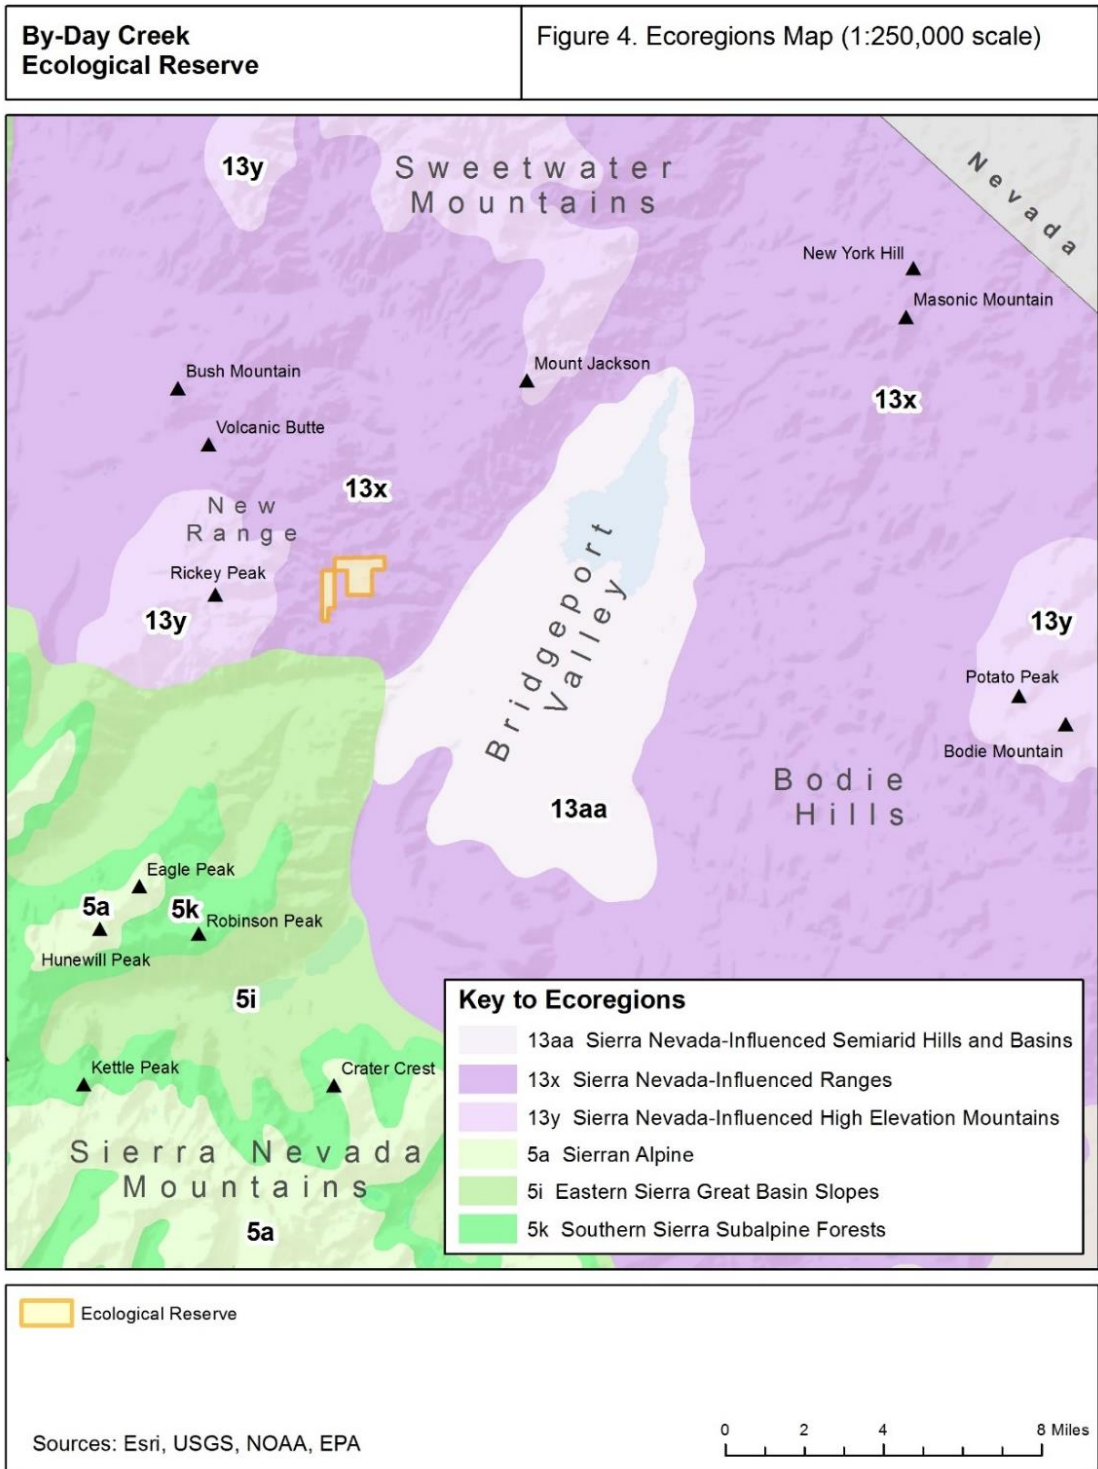 By-Day Creek
Ecological Reserve
Figure 4. Ecoregions Map (1:250,000 scale)
13y
Sweetwater
Mountains
Nevada
New York Hill
Masonic Mountain
Mount Jackson
Bush Mountain
13x
Volcanic Butte
13x
New
Range
Rickey Peak
13y
Bridgeport
Valley
13y
Potato Peak
Bodie Mountain
Bodie
Hills
13aa
Eagle Peak
5a
5k
Robinson Peak
Hunewill Peak
5i
Kettle Peak
Crater Crest
Sierra Nevada
Mountains
5a
Key to Ecoregions
13aa Sierra Nevada-Influenced Semiarid Hills and Basins
13x Sierra Nevada-Influenced Ranges
13y Sierra Nevada-Influenced High Elevation Mountains
5a Sierran Alpine
5i Eastern Sierra Great Basin Slopes
5k Southern Sierra Subalpine Forests
Ecological Reserve
Sources: Esri, USGS, NOAA, EPA
0 2 4 8 Miles